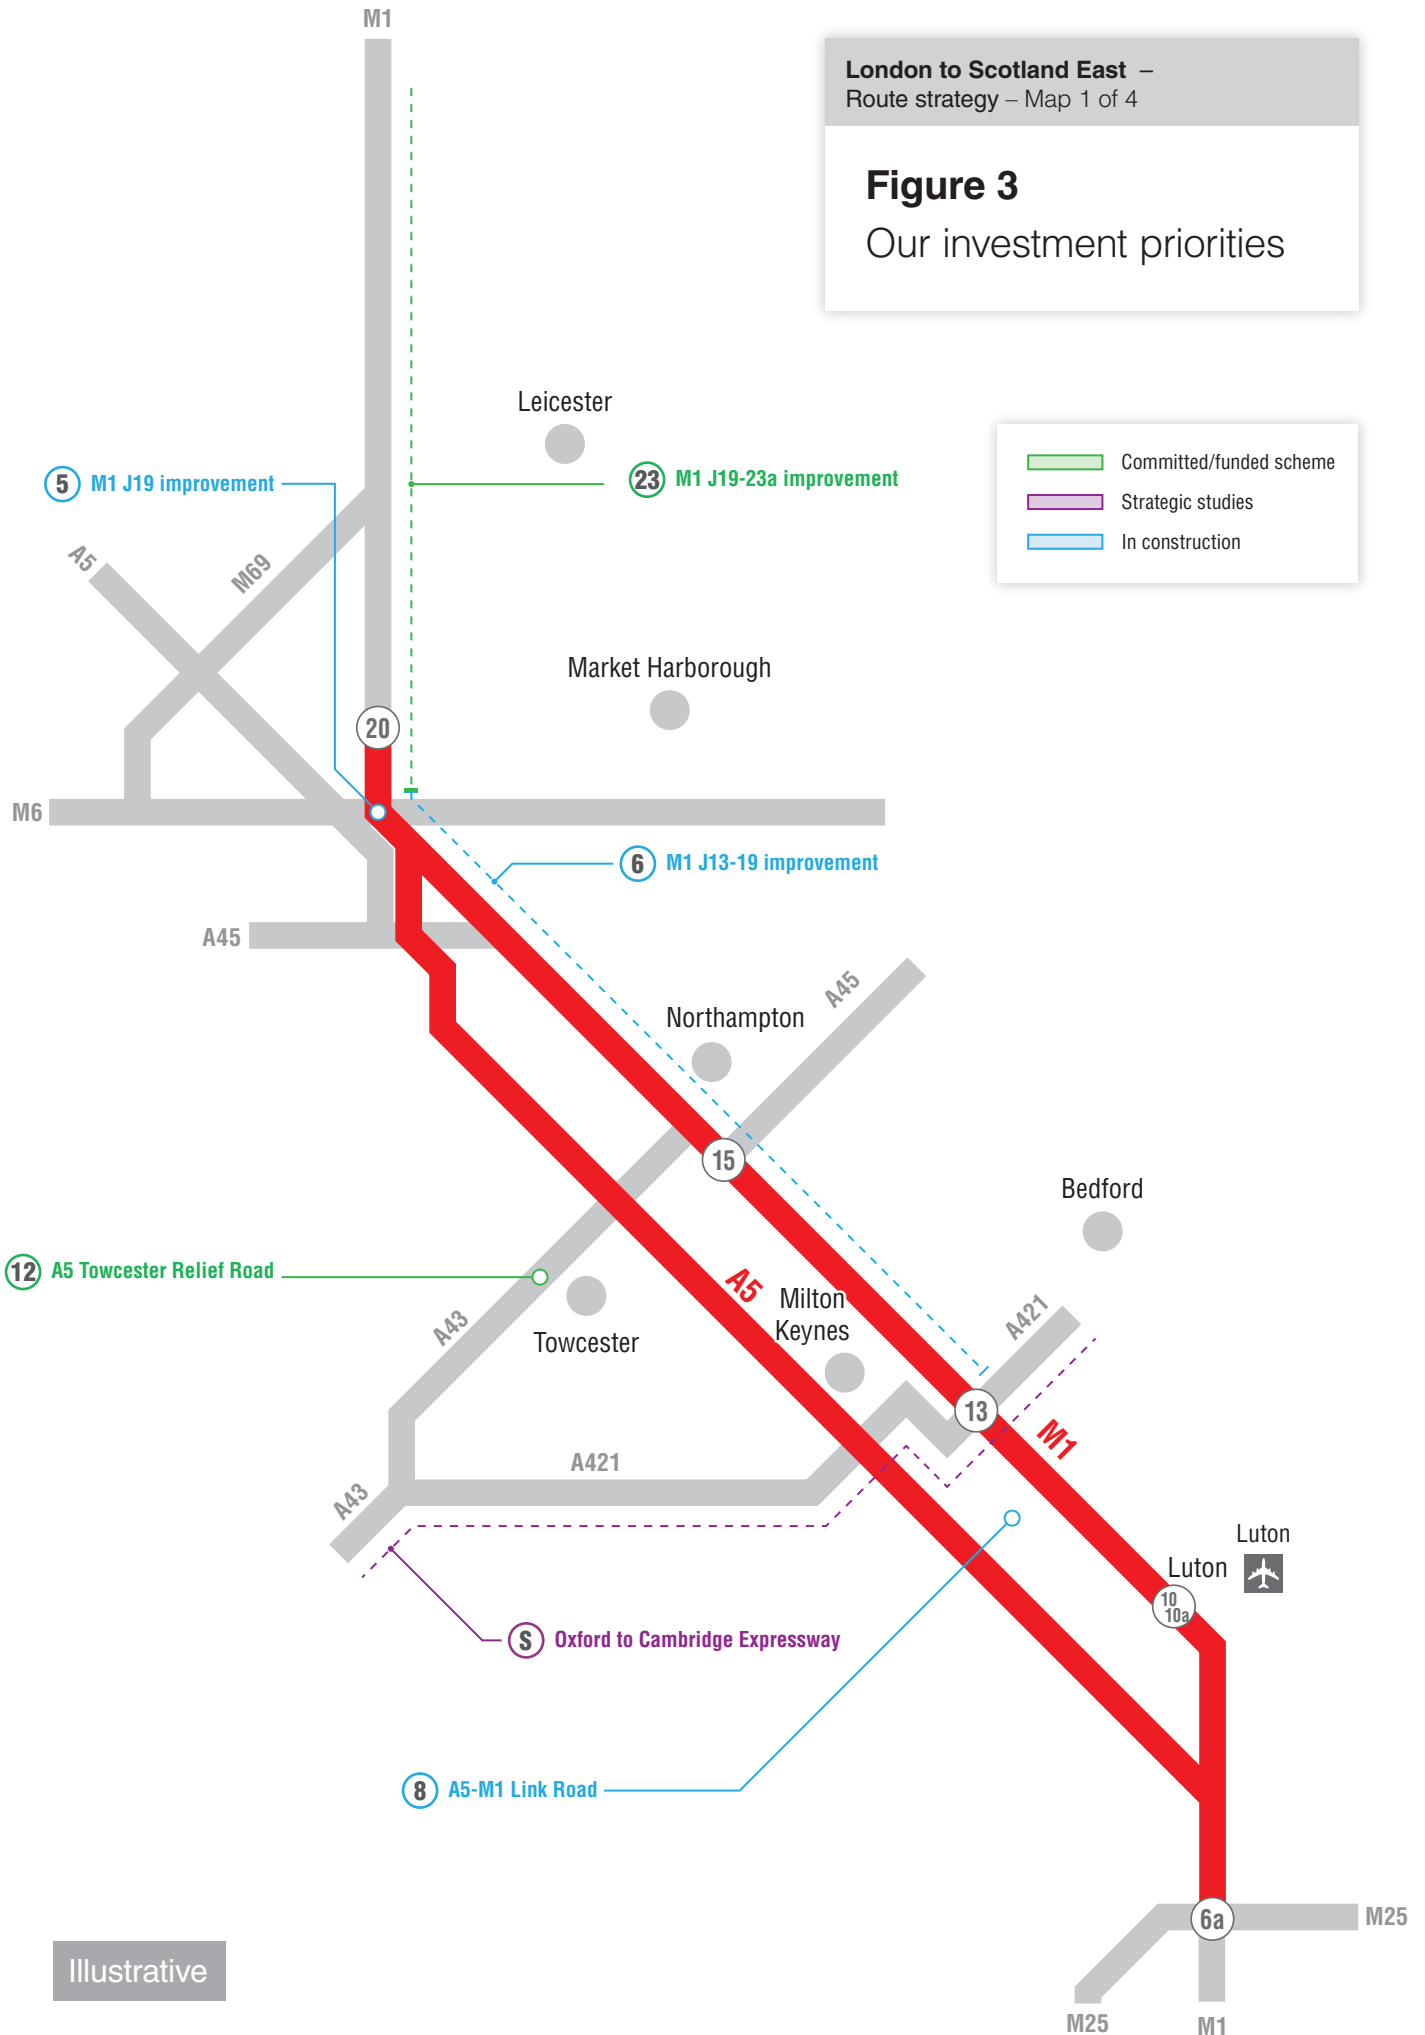 M1
London to Scotland East –
Route strategy – Map 1 of 4
Figure 3
Our investment priorities
Leicester
5 M1 J19 improvement
23 M1 J19-23a improvement
Committed/funded scheme
Strategic studies
In construction
A5
M69
Market Harborough
20
M6
6 M1 J13-19 improvement
A45
A45
Northampton
15
Bedford
12 A5 Towcester Relief Road
A5
Milton
Keynes
A43
Towcester
A421
13
M1
A421
A43
Luton
Luton
10
10a
S Oxford to Cambridge Expressway
8 A5-M1 Link Road
6a
M25
Illustrative
M25
M1